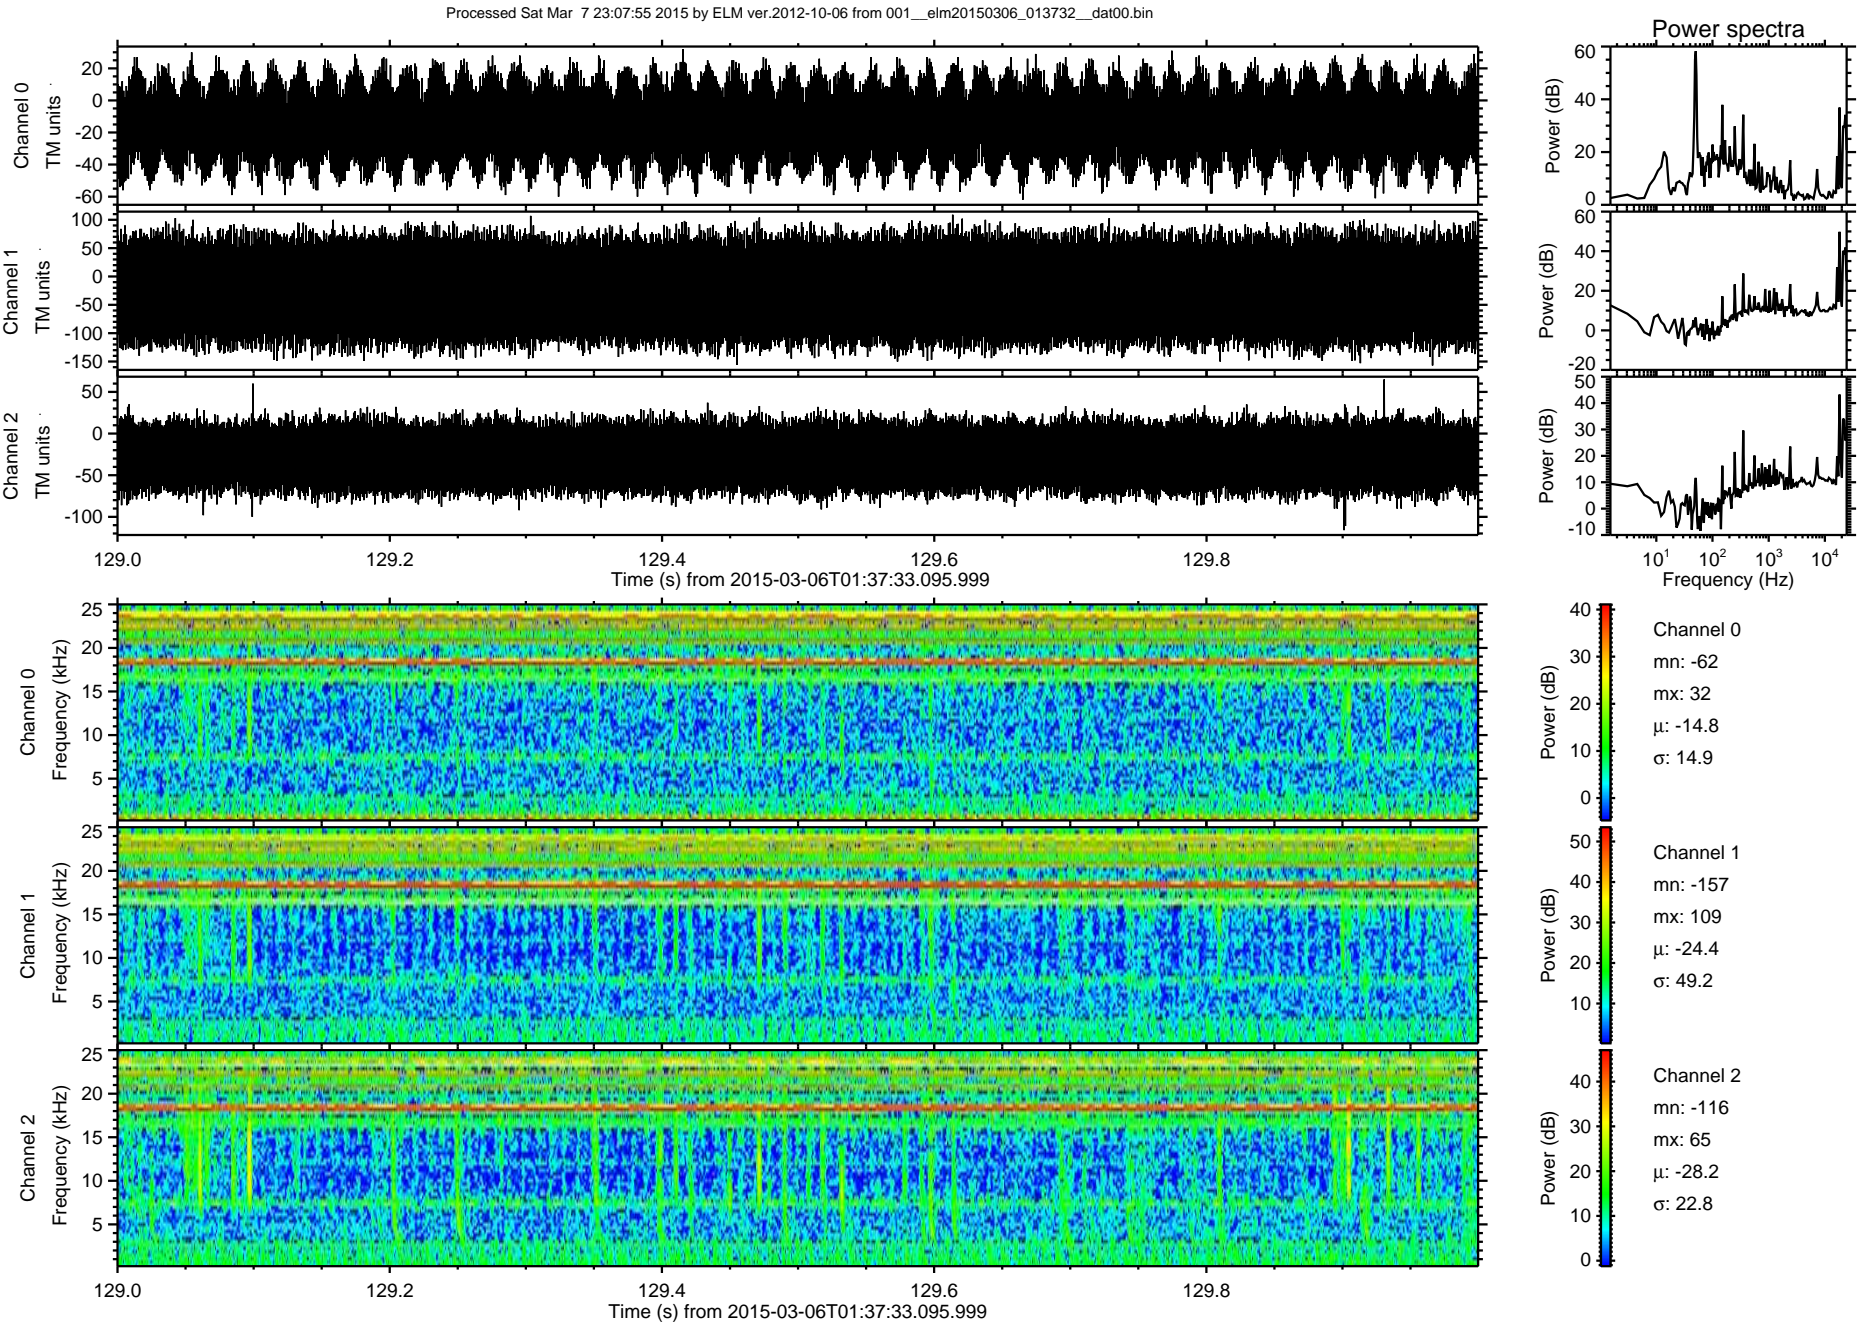 Processed Sat Mar  7 23:07:55 2015 by ELM ver.2012-10-06 from 001__elm20150306_013732__dat00.bin
Power spectra
Channel 0
TM units
20
0
-20
-40
-60
Power (dB)
60
40
20
0
Channel 1
TM units
100
50
0
-50
-100
-150
Power (dB)
60
40
20
0
-20
Channel 2
TM units
50
0
-50
-100
Power (dB)
50
40
30
20
10
0
-10
129.0 129.2 129.4 129.6 129.8
Time (s) from 2015-03-06T01:37:33.095.999
10¹ 10² 10³ 10⁴
Frequency (Hz)
Channel 0
Frequency (kHz)
25
20
15
10
5
Power (dB)
40
30
20
10
0
Channel 0
mn: -62
mx: 32
μ: -14.8
σ: 14.9
Channel 1
Frequency (kHz)
25
20
15
10
5
Power (dB)
50
40
30
20
10
Channel 1
mn: -157
mx: 109
μ: -24.4
σ: 49.2
Channel 2
Frequency (kHz)
25
20
15
10
5
Power (dB)
40
30
20
10
0
Channel 2
mn: -116
mx: 65
μ: -28.2
σ: 22.8
129.0 129.2 129.4 129.6 129.8
Time (s) from 2015-03-06T01:37:33.095.999